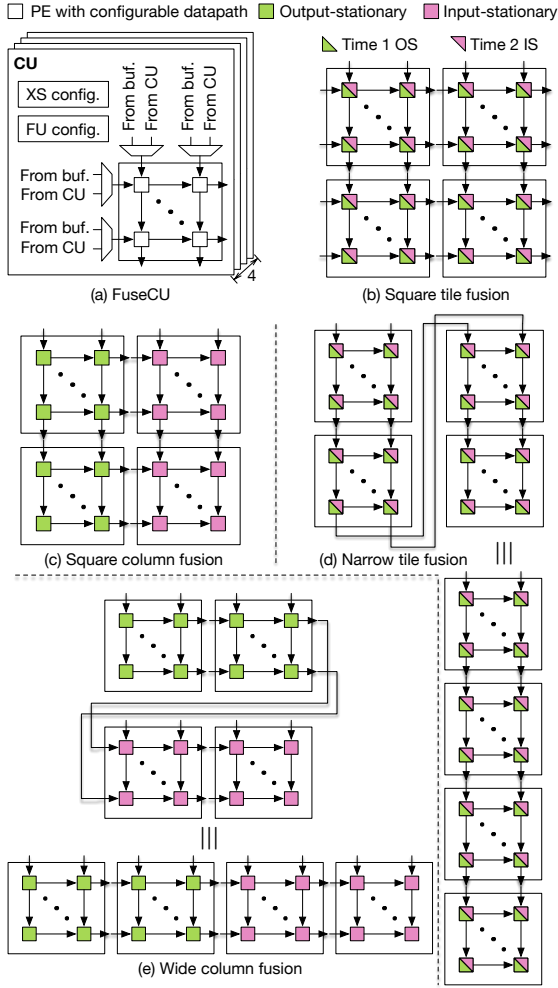 PE with configurable datapath Output-stationary Input-stationary
CU
XS config.
FU config.
From buf.
From CU
From buf.
From CU
From buf.
From CU
From buf.
From CU
4
(a) FuseCU
Time 1 OS Time 2 IS
(b) Square tile fusion
(c) Square column fusion
(d) Narrow tile fusion
(e) Wide column fusion